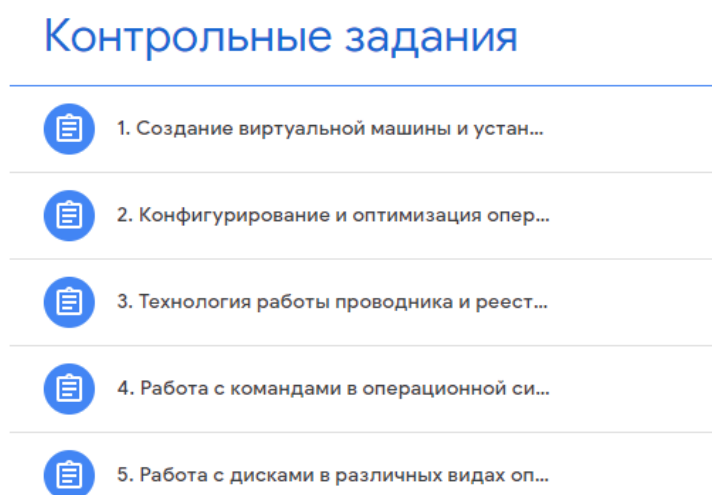 Контрольные задания
1. Создание виртуальной машины и устан...
2. Конфигурирование и оптимизация опер...
3. Технология работы проводника и реест...
4. Работа с командами в операционной си...
5. Работа с дисками в различных видах оп...